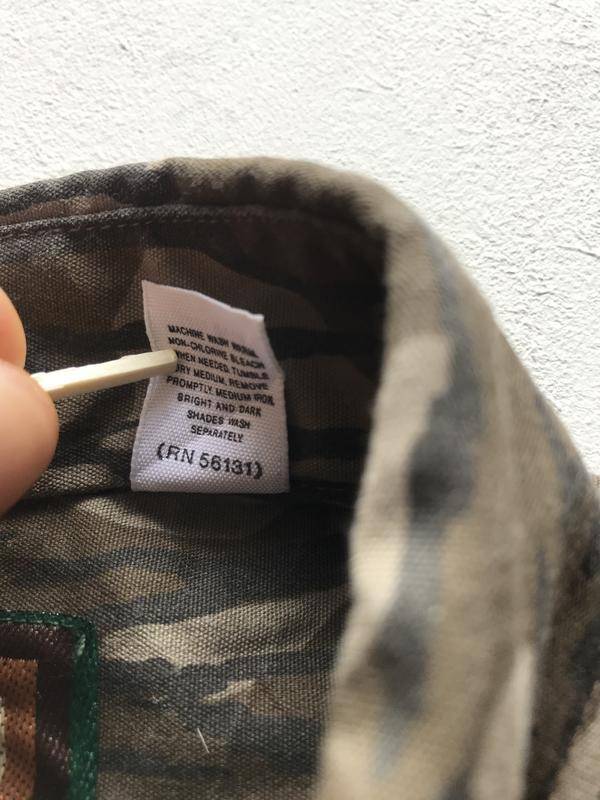 MACHINE WASH WARM,
NON-CHLORINE BLEACH
WHEN NEEDED, TUMBLE
DRY MEDIUM, REMOVE
PROMPTLY, MEDIUM IRON,
BRIGHT AND DARK
SHADES WASH
SEPARATELY.
(RN 56131)